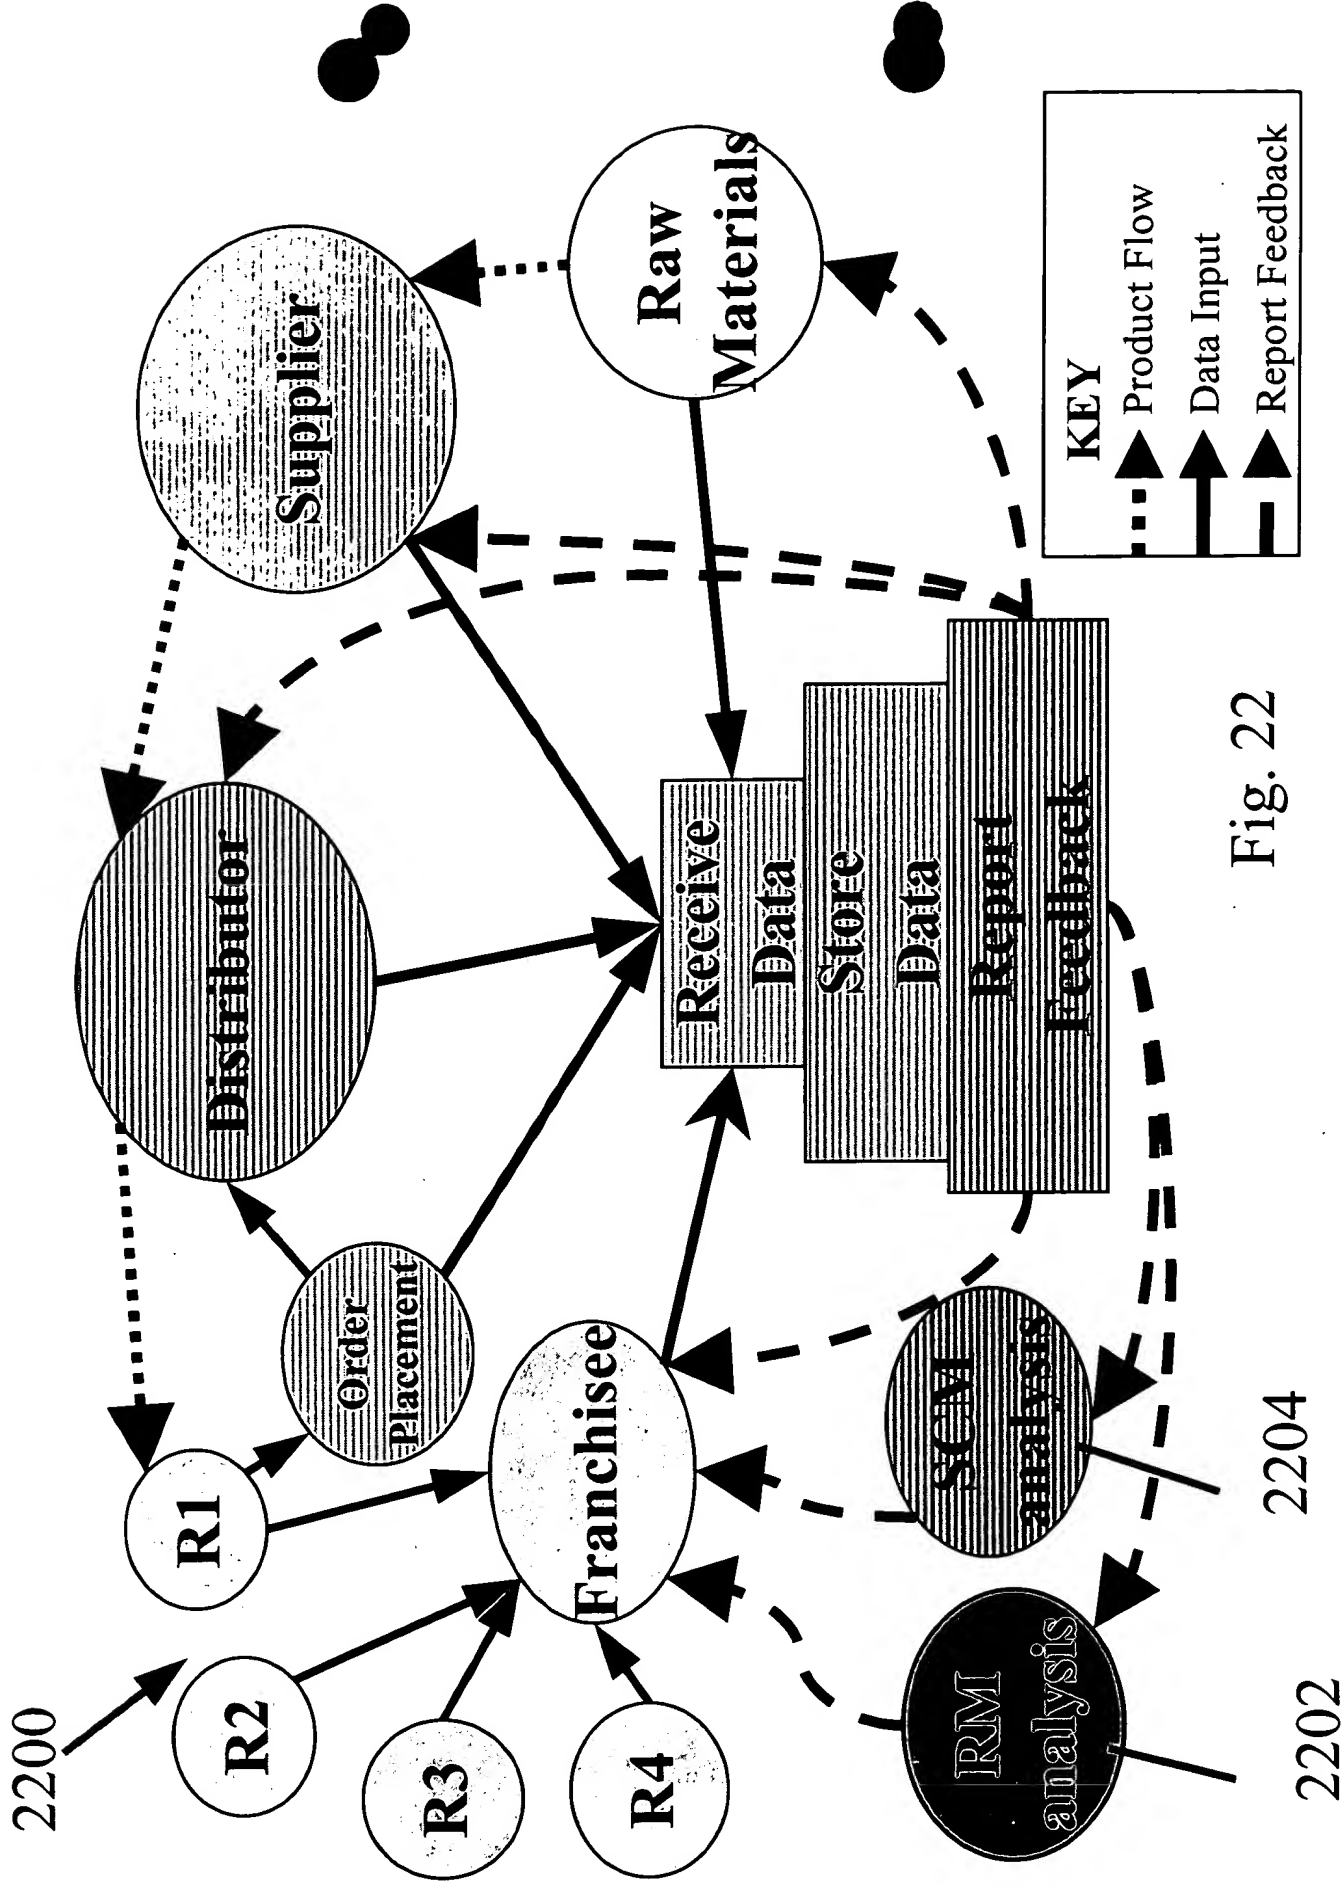 2200
R1
R2
R3
R4
Order
Placement
Distributor
Supplier
Franchisee
Raw
Materials
Receive
Data
Store
Data
Report
Feedback
RM
analysis
SCM
analysis
2202
2204
KEY
Product Flow
Data Input
Report Feedback
Fig. 22